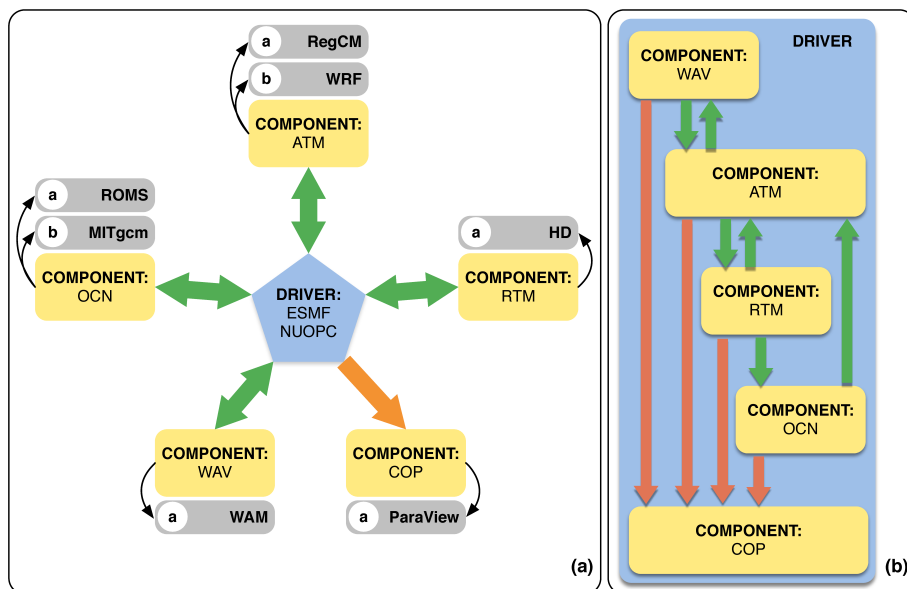 a RegCM
b WRF
COMPONENT:
ATM
a ROMS
b MITgcm
COMPONENT:
OCN
a HD
COMPONENT:
RTM
DRIVER:
ESMF
NUOPC
COMPONENT:
WAV
a WAM
COMPONENT:
COP
a ParaView
(a)
DRIVER
COMPONENT:
WAV
COMPONENT:
ATM
COMPONENT:
RTM
COMPONENT:
OCN
COMPONENT:
COP
(b)